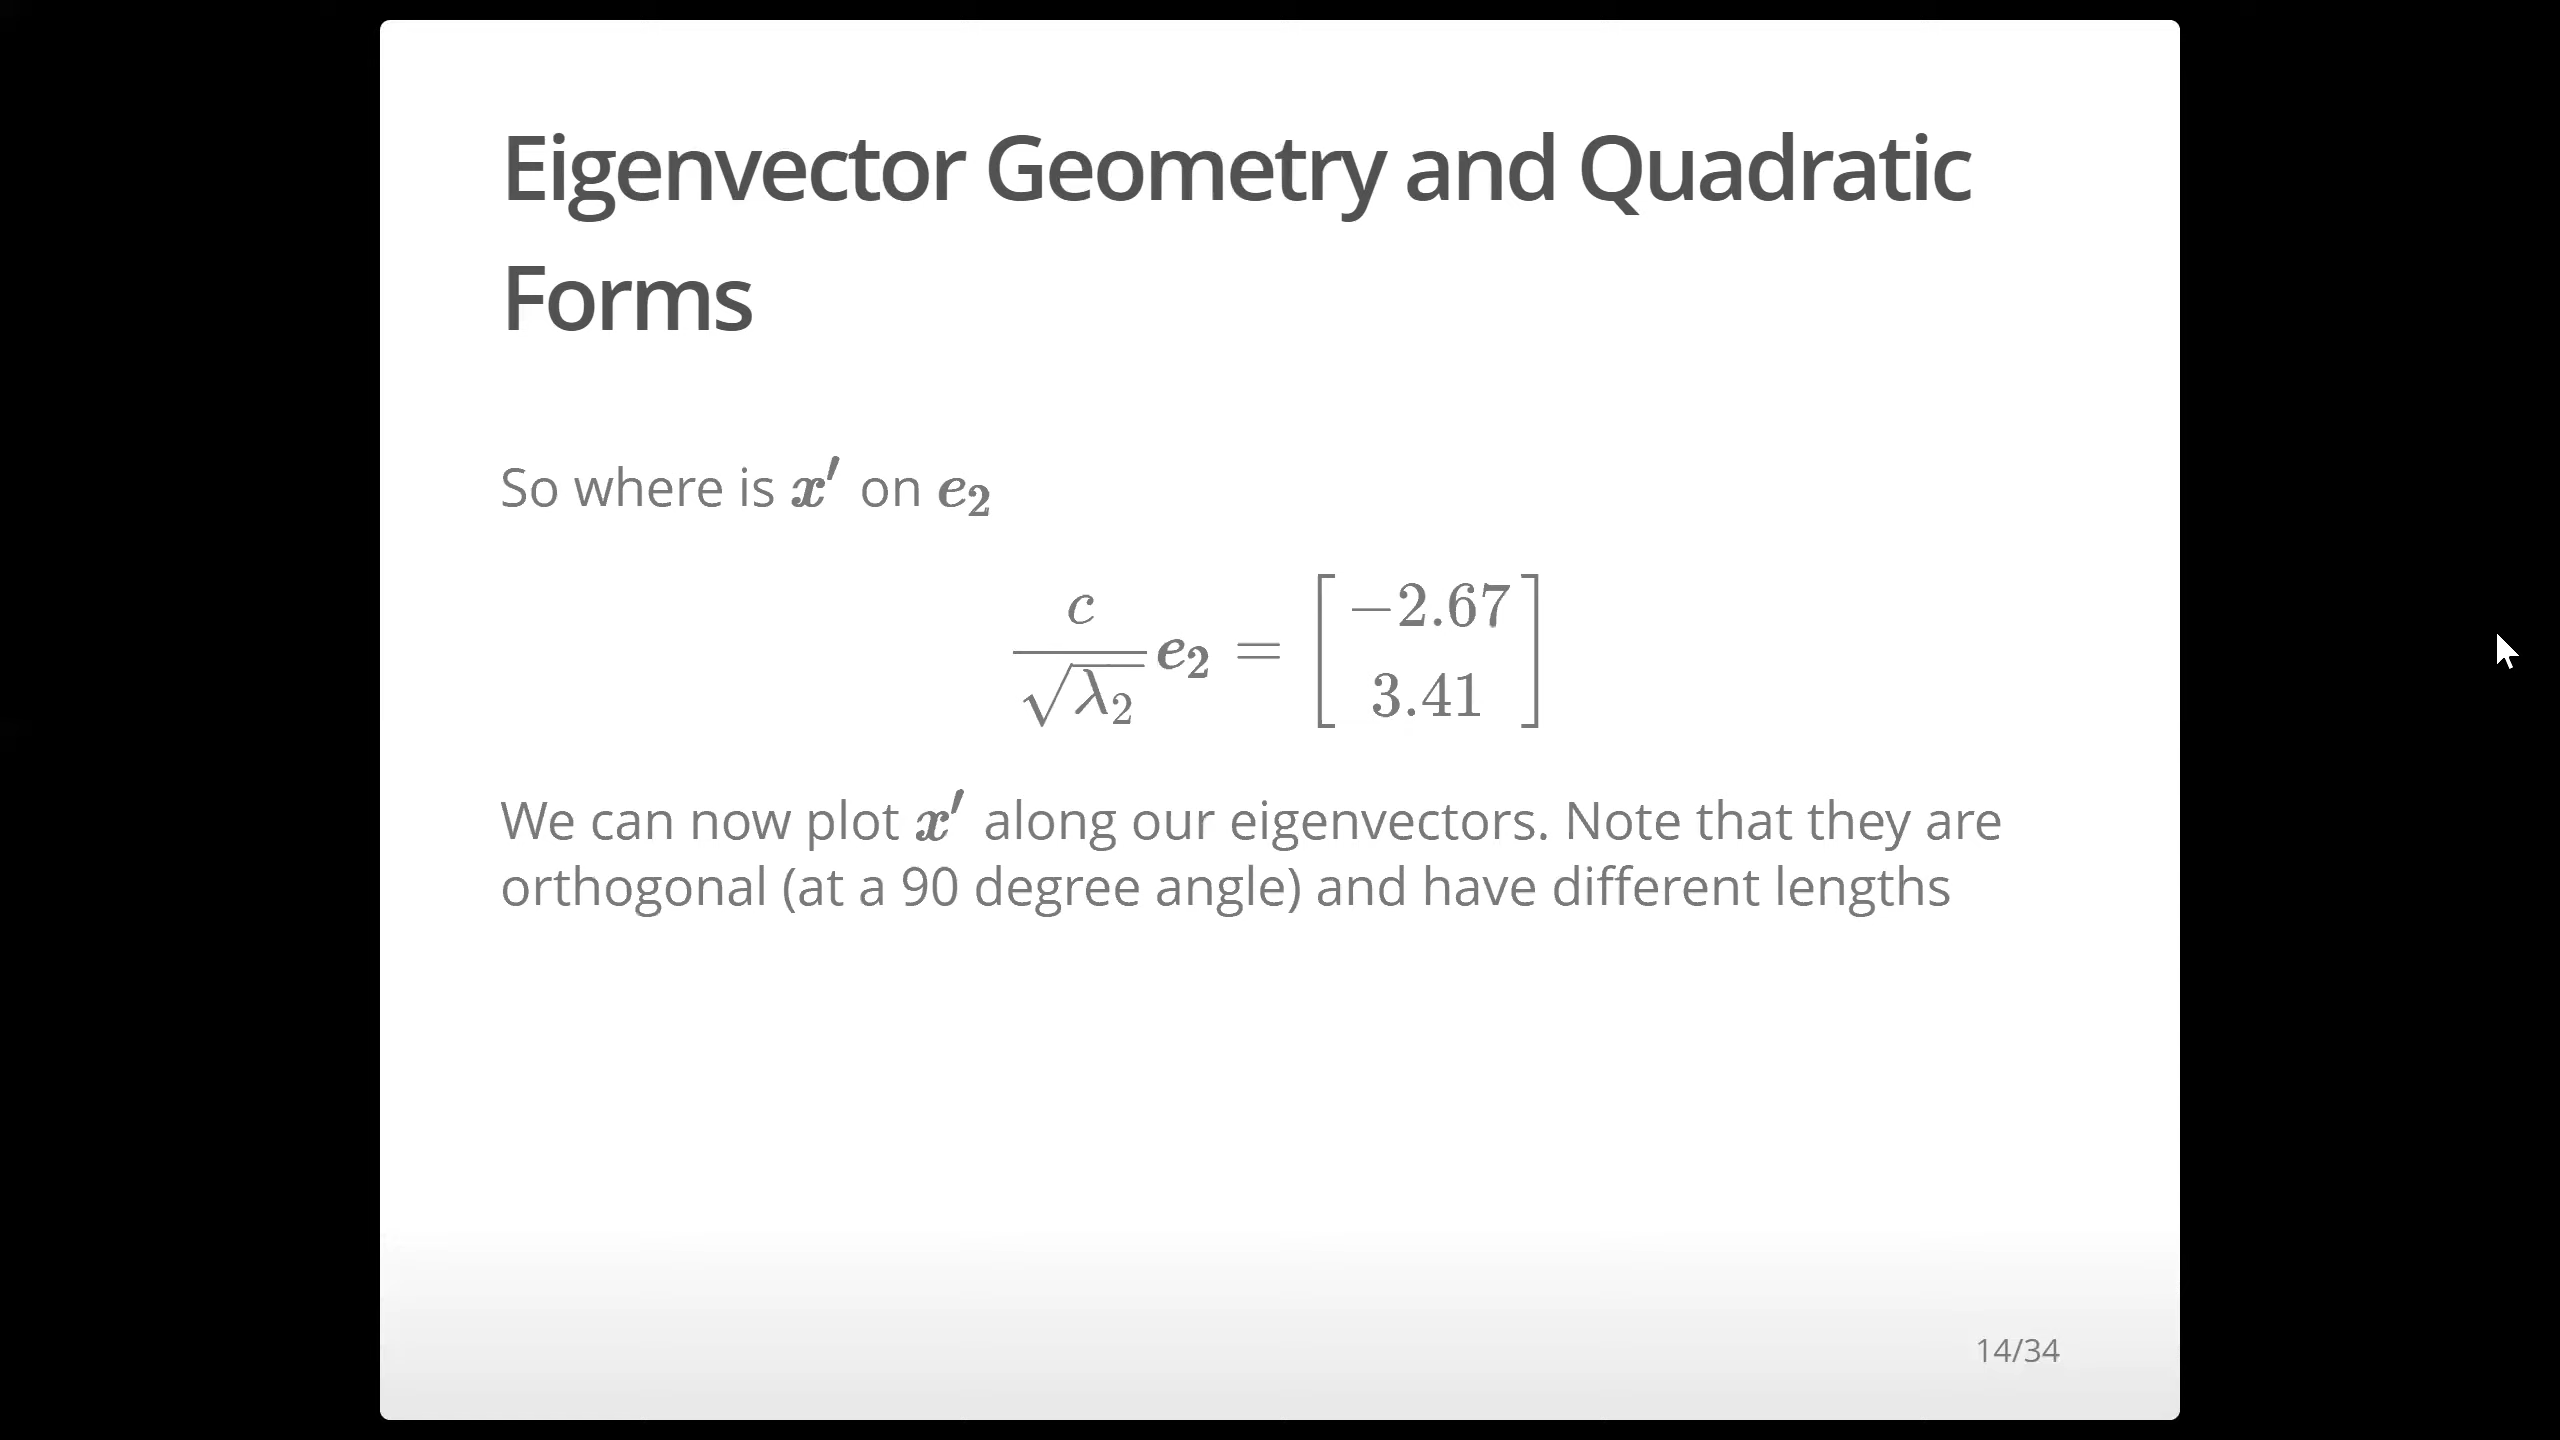 Eigenvector Geometry and Quadratic
Forms
So where is x′ on e₂
c/√λ₂ e₂ = [−2.67 3.41]
We can now plot x′ along our eigenvectors. Note that they are
orthogonal (at a 90 degree angle) and have different lengths
14/34